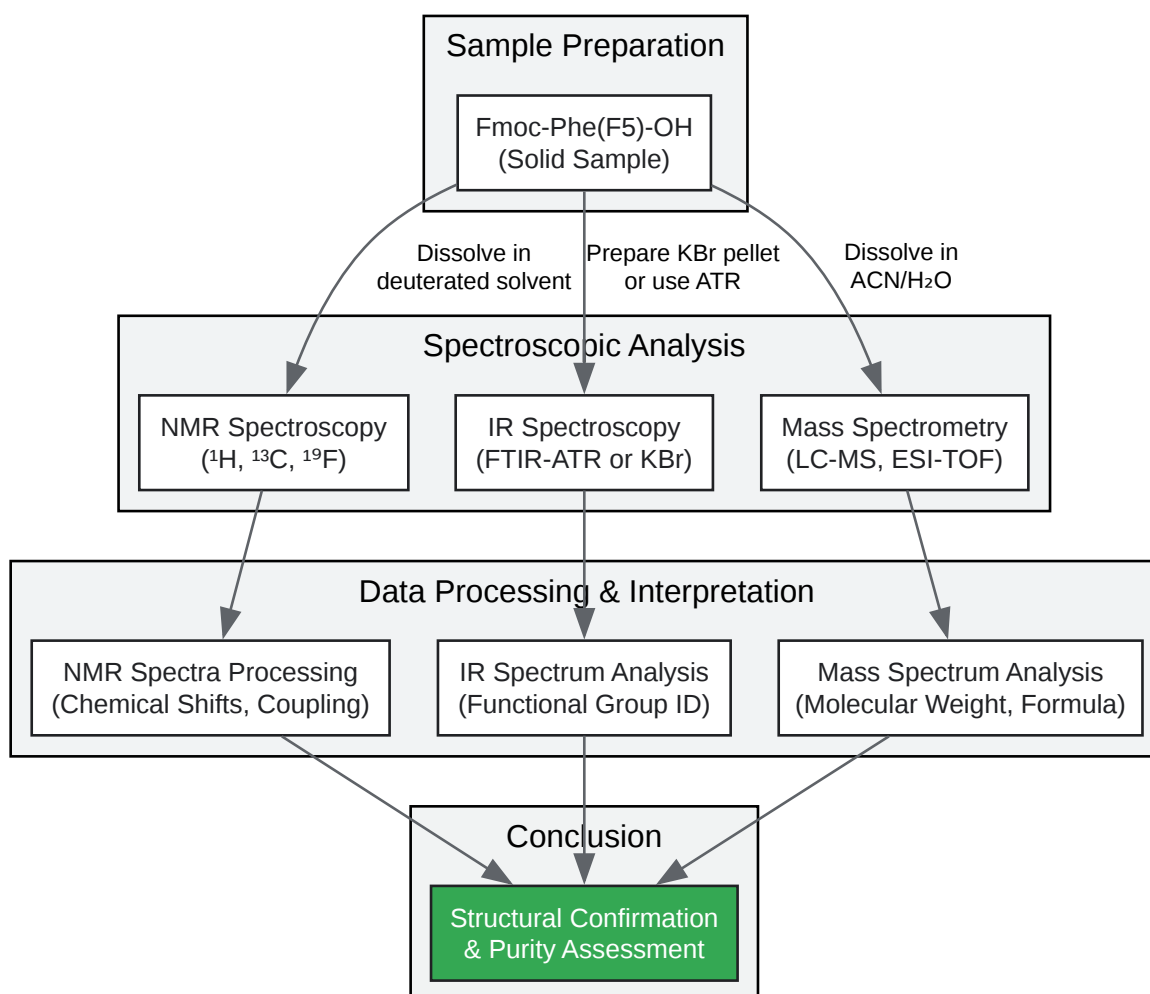 Sample Preparation
Fmoc-Phe(F5)-OH
(Solid Sample)
Dissolve in
deuterated solvent
Prepare KBr pellet
or use ATR
Dissolve in
ACN/H₂O
Spectroscopic Analysis
NMR Spectroscopy
(¹H, ¹³C, ¹⁹F)
IR Spectroscopy
(FTIR-ATR or KBr)
Mass Spectrometry
(LC-MS, ESI-TOF)
Data Processing & Interpretation
NMR Spectra Processing
(Chemical Shifts, Coupling)
IR Spectrum Analysis
(Functional Group ID)
Mass Spectrum Analysis
(Molecular Weight, Formula)
Conclusion
Structural Confirmation
& Purity Assessment